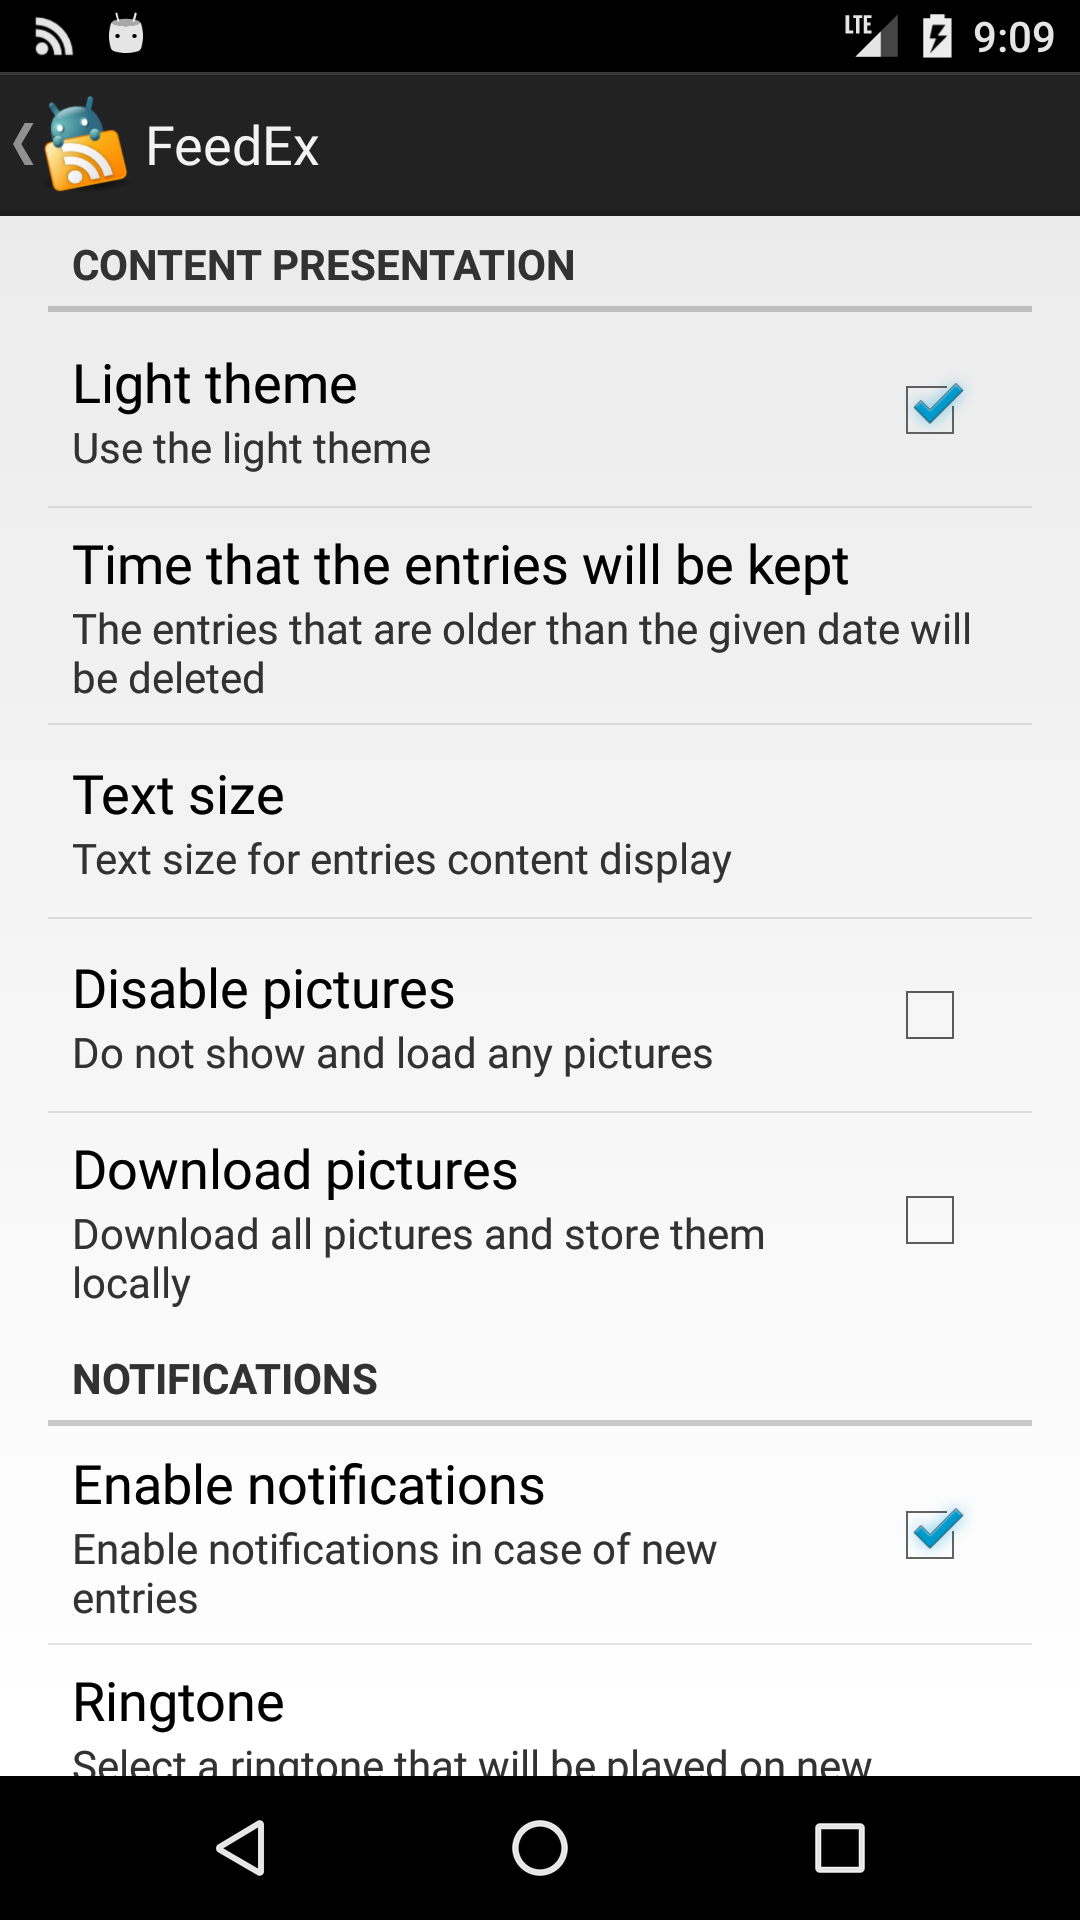 LTE 9:09
FeedEx
CONTENT PRESENTATION
Light theme
Use the light theme
Time that the entries will be kept
The entries that are older than the given date will
be deleted
Text size
Text size for entries content display
Disable pictures
Do not show and load any pictures
Download pictures
Download all pictures and store them
locally
NOTIFICATIONS
Enable notifications
Enable notifications in case of new
entries
Ringtone
Select a ringtone that will be played on new